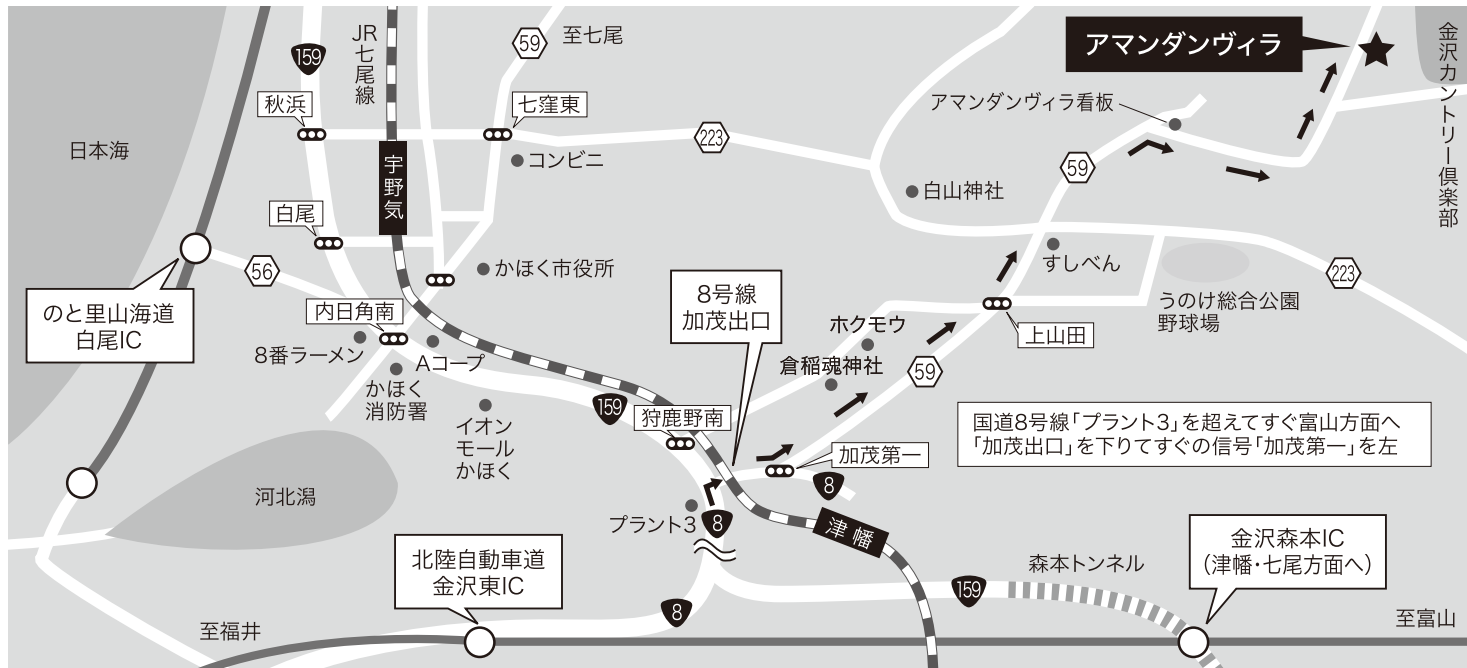 159
JR七尾線
59
至七尾
アマンダンヴィラ
金沢カントリー倶楽部
秋浜
七窪東
アマンダンヴィラ看板
日本海
宇野気
コンビニ
223
59
白山神社
白尾
56
かほく市役所
すしべん
223
のと里山海道
白尾IC
内日角南
8号線
加茂出口
うのけ総合公園
野球場
8番ラーメン
Aコープ
ホクモウ
上山田
倉稲魂神社
59
かほく
消防署
159
狩鹿野南
イオン
モール
かほく
国道8号線「プラント3」を超えてすぐ富山方面へ
「加茂出口」を下りてすぐの信号「加茂第一」を左
加茂第一
8
河北潟
プラント3
8
津幡
北陸自動車道
金沢東IC
金沢森本IC
(津幡・七尾方面へ)
森本トンネル
159
8
至福井
至富山